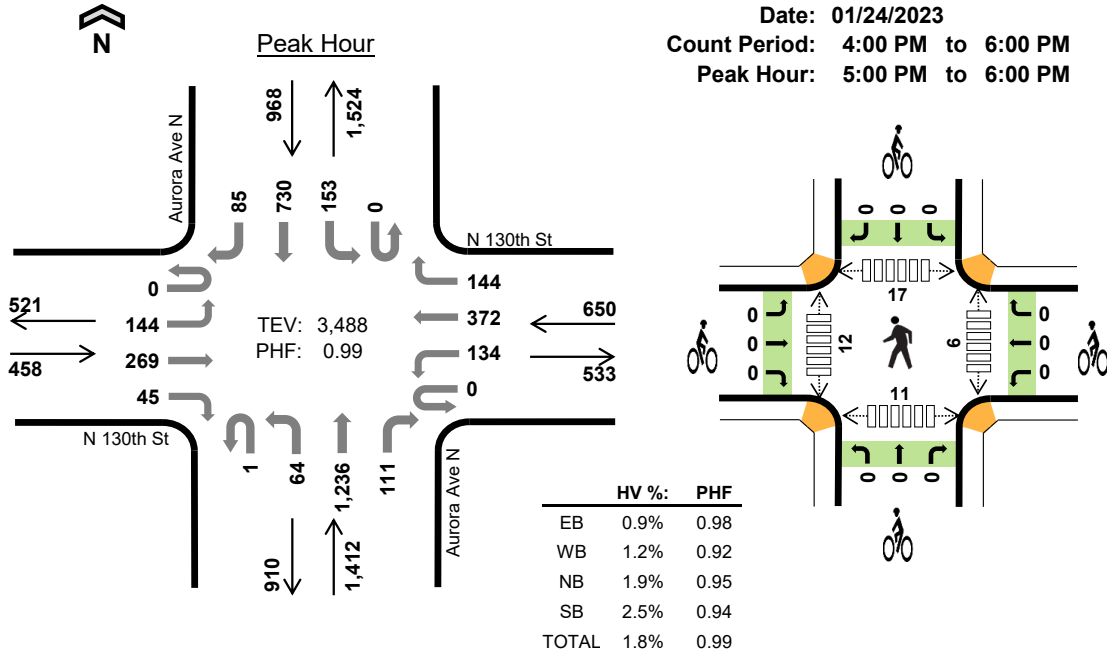 N
Peak Hour
Date: 01/24/2023
Count Period: 4:00 PM to 6:00 PM
Peak Hour: 5:00 PM to 6:00 PM
968
1,524
Aurora Ave N
85
730
153
0
N 130th St
0
144
269
45
521
458
TEV: 3,488
PHF: 0.99
144
372
134
0
650
533
N 130th St
1
64
1,236
111
910
1,412
Aurora Ave N
0 0 0
17
0
0
0
12
6
0
0
0
11
0 0 0
HV %: PHF
EB 0.9% 0.98
WB 1.2% 0.92
NB 1.9% 0.95
SB 2.5% 0.94
TOTAL 1.8% 0.99